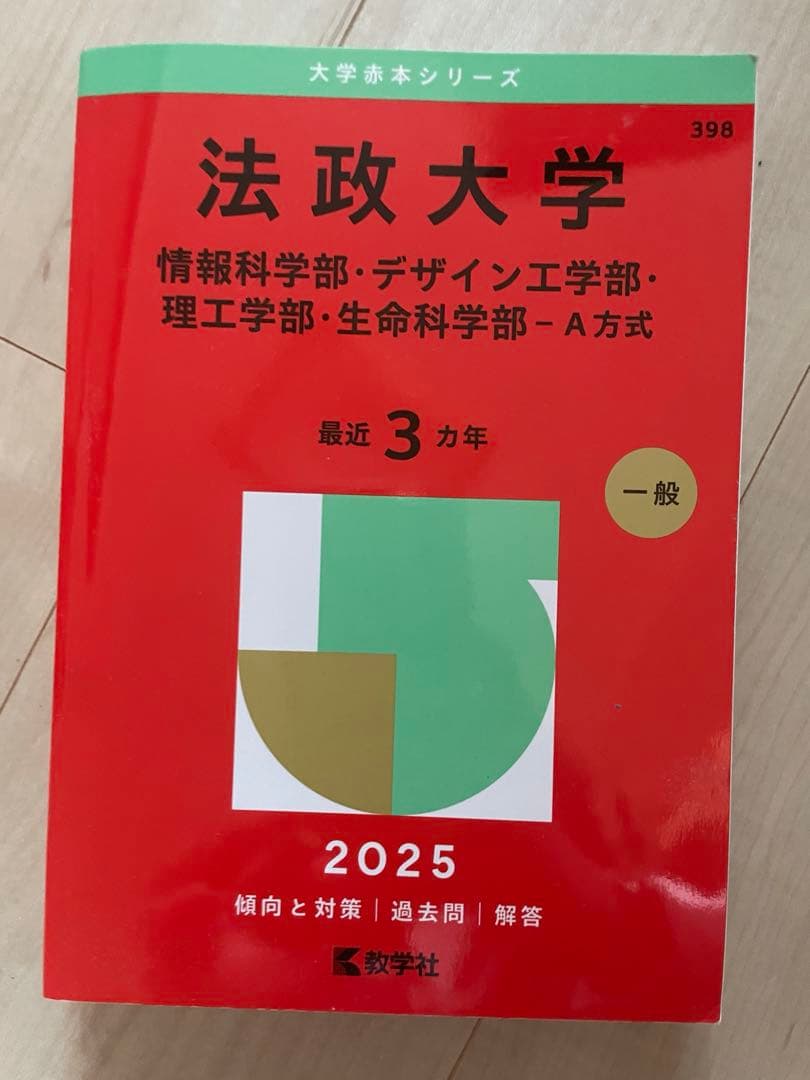 大学赤本シリーズ
398
法政大学
情報科学部・デザイン工学部・
理工学部・生命科学部－A方式
最近3カ年
一般
2025
傾向と対策｜過去問｜解答
教学社